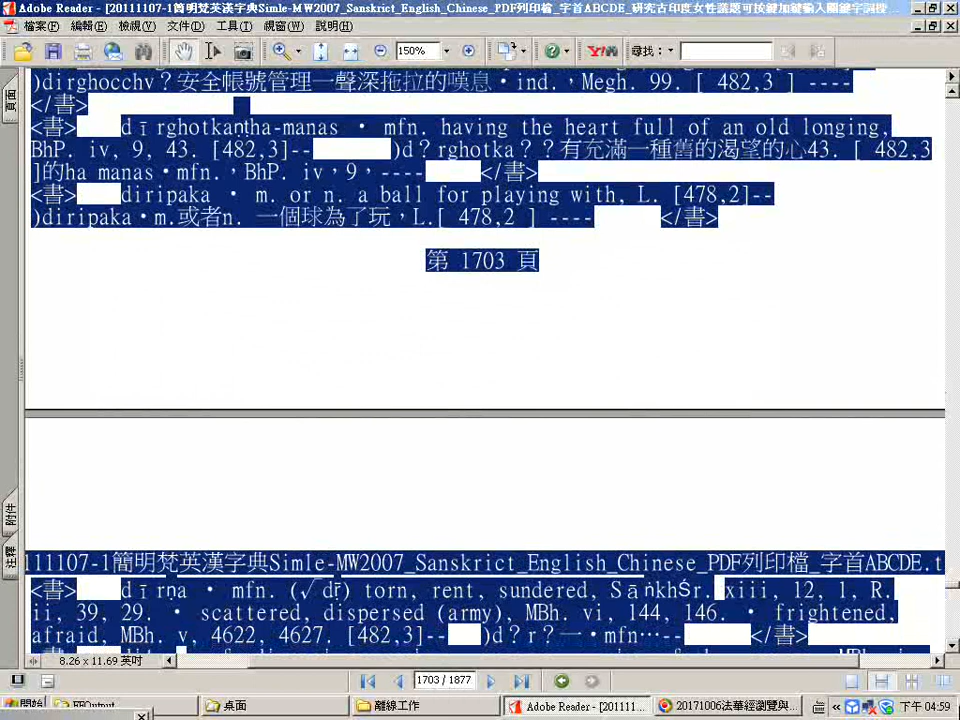 Adobe Reader - [20111107-1簡明梵英漢字典Simle-MW2007_Sanskrict_English_Chinese_PDF列印檔_字首ABCDE_研究古印度女性議題可按
檔案(F) 編輯(E) 檢視(V) 文件(D) 工具(T) 視窗(W) 說明(H)
150% Y! 尋找:
頁面
)dirghocchv？安全帳號管理一聲深拖拉的嘆息‧ind.，Megh. 99. [ 482,3 ] ----
</書>
<書> dīrghotkaṇṭha-manas ‧ mfn. having the heart full of an old longing,
BhP. iv, 9, 43. [482,3]-- )d？rghotka？？有充滿一種舊的渴望的心43. [ 482,3
]的ha manas‧mfn.，BhP. iv，9，---- </書>
<書> diripaka ‧ m. or n. a ball for playing with, L. [478,2]--
)diripaka‧m.或者n. 一個球為了玩，L.[ 478,2 ] ---- </書>
第 1703 頁
附件
注釋
111107-1簡明梵英漢字典Simle-MW2007_Sanskrict_English_Chinese_PDF列印檔_字首ABCDE.t
<書> dīrṇa ‧ mfn. (√dṝ) torn, rent, sundered, SāṅkhŚr. xiii, 12, 1, R.
ii, 39, 29. ‧ scattered, dispersed (army), MBh. vi, 144, 146. ‧ frightened,
afraid, MBh. v, 4622, 4627. [482,3]-- )d？r？一‧mfn…-- </書>
8.26 x 11.69 英吋
1703 / 1877
開始 FFOutput 桌面 離線工作 Adobe Reader - [201111... 20171006法華經瀏覽與... 下午 04:59